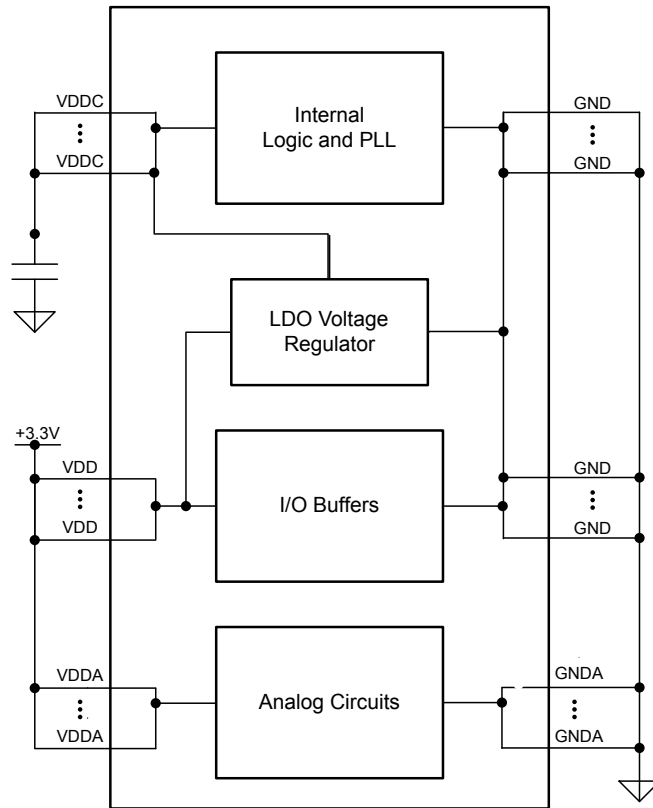 VDDC
VDDC
Internal
Logic and PLL
GND
GND
LDO Voltage
Regulator
+3.3V
VDD
VDD
I/O Buffers
GND
GND
VDDA
VDDA
Analog Circuits
GNDA
GNDA